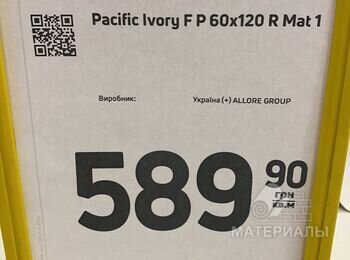 Pacific Ivory F P 60x120 R Mat 1
Виробник: Україна (+) ALLORE GROUP
589 90
грн
кв.м
МАТЕРИАЛЫ